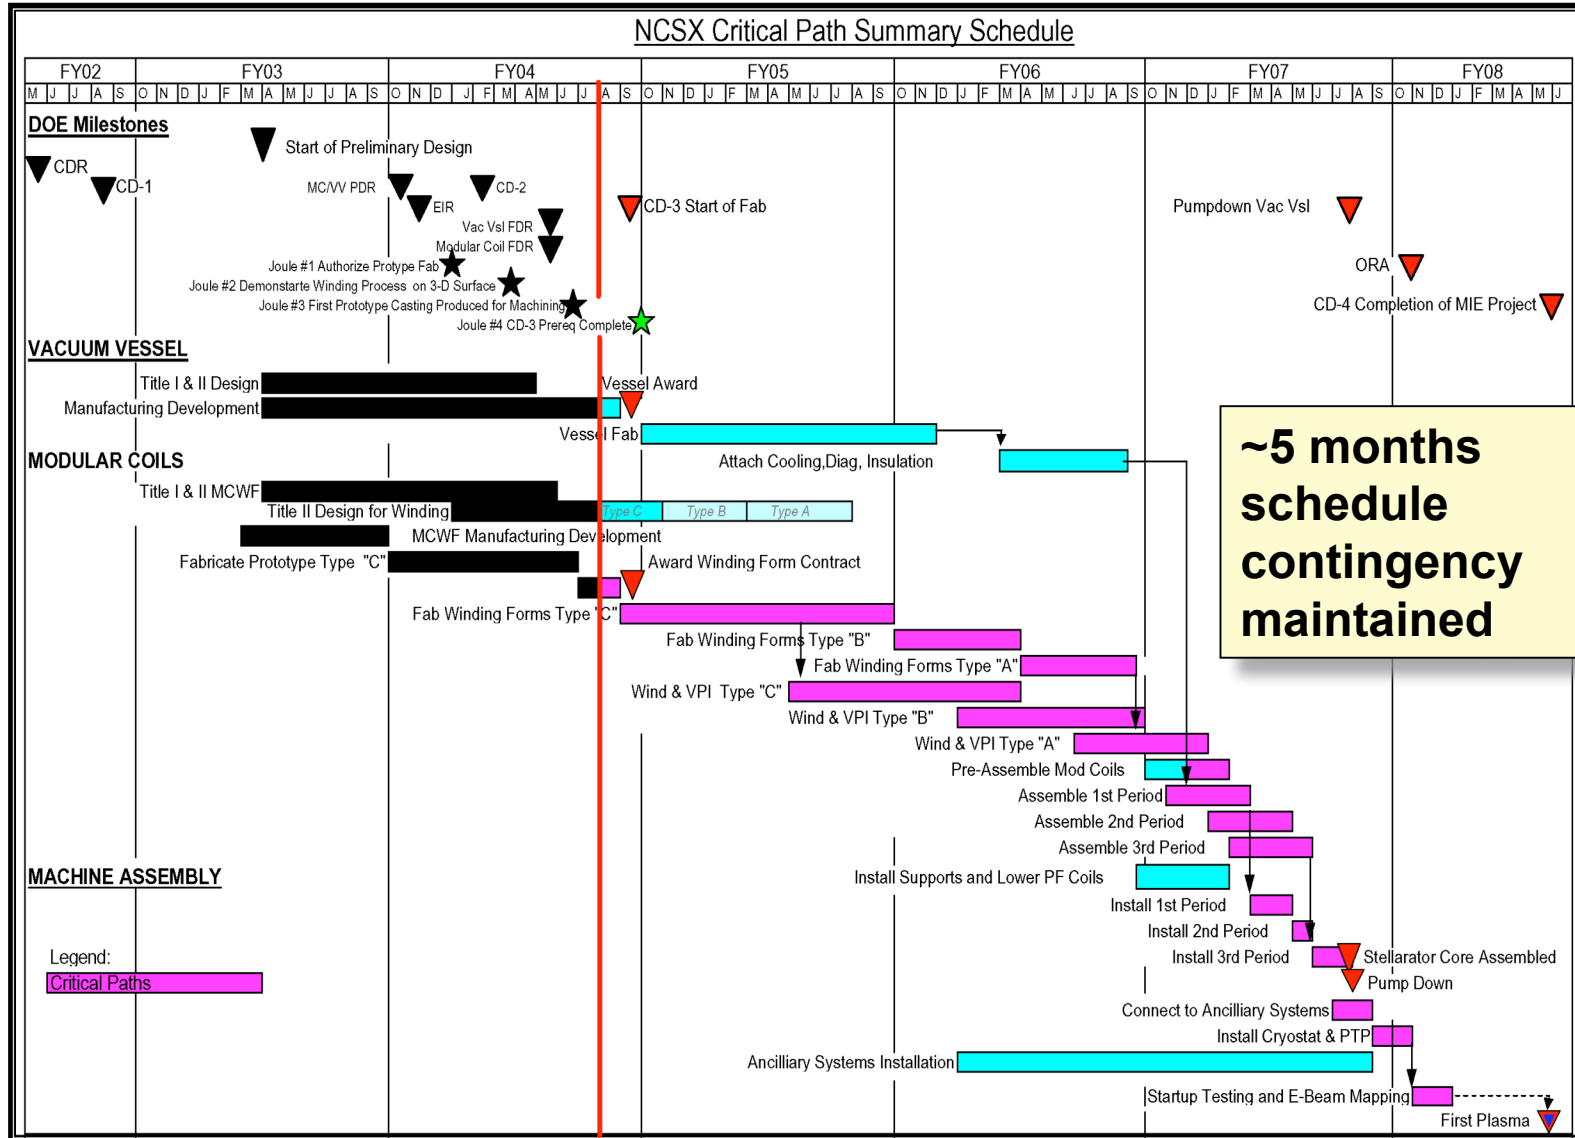 NCSX Critical Path Summary Schedule
FY02 FY03 FY04 FY05 FY06 FY07 FY08
M J J A S O N D J F M A M J J A S O N D J F M A M J J A S O N D J F M A M J J A S O N D J F M A M J J A S O N D J F M A M J J A S O N D J F M A M J
DOE Milestones
Start of Preliminary Design
CDR
CD-1
MC/VV PDR
CD-2
EIR
CD-3 Start of Fab
Pumpdown Vac Vsl
Vac Vsl FDR
Modular Coil FDR
Joule #1 Authorize Protype Fab
ORA
Joule #2 Demonstarte Winding Process on 3-D Surface
Joule #3 First Prototype Casting Produced for Machining
CD-4 Completion of MIE Project
Joule #4 CD-3 Prereq Complete
VACUUM VESSEL
Title I & II Design
Vessel Award
Manufacturing Development
Vessel Fab
MODULAR COILS
Attach Cooling,Diag, Insulation
~5 months
schedule
contingency
maintained
Title I & II MCWF
Title II Design for Winding
Type C Type B Type A
MCWF Manufacturing Development
Fabricate Prototype Type "C"
Award Winding Form Contract
Fab Winding Forms Type "C"
Fab Winding Forms Type "B"
Fab Winding Forms Type "A"
Wind & VPI Type "C"
Wind & VPI Type "B"
Wind & VPI Type "A"
Pre-Assemble Mod Coils
Assemble 1st Period
Assemble 2nd Period
Assemble 3rd Period
MACHINE ASSEMBLY
Install Supports and Lower PF Coils
Install 1st Period
Install 2nd Period
Legend:
Install 3rd Period
Stellarator Core Assembled
Critical Paths
Pump Down
Connect to Ancilliary Systems
Install Cryostat & PTP
Ancilliary Systems Installation
Startup Testing and E-Beam Mapping
First Plasma